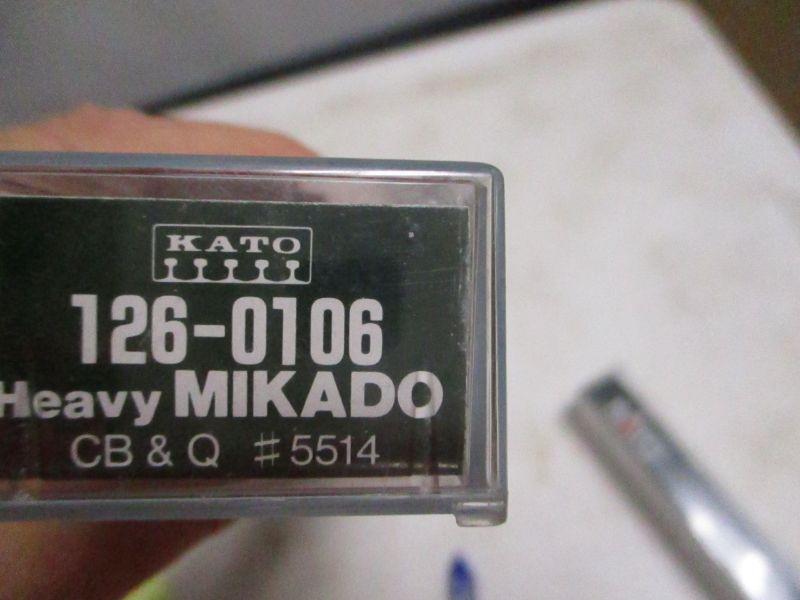 KATO
126-0106
Heavy MIKADO
CB & Q #5514